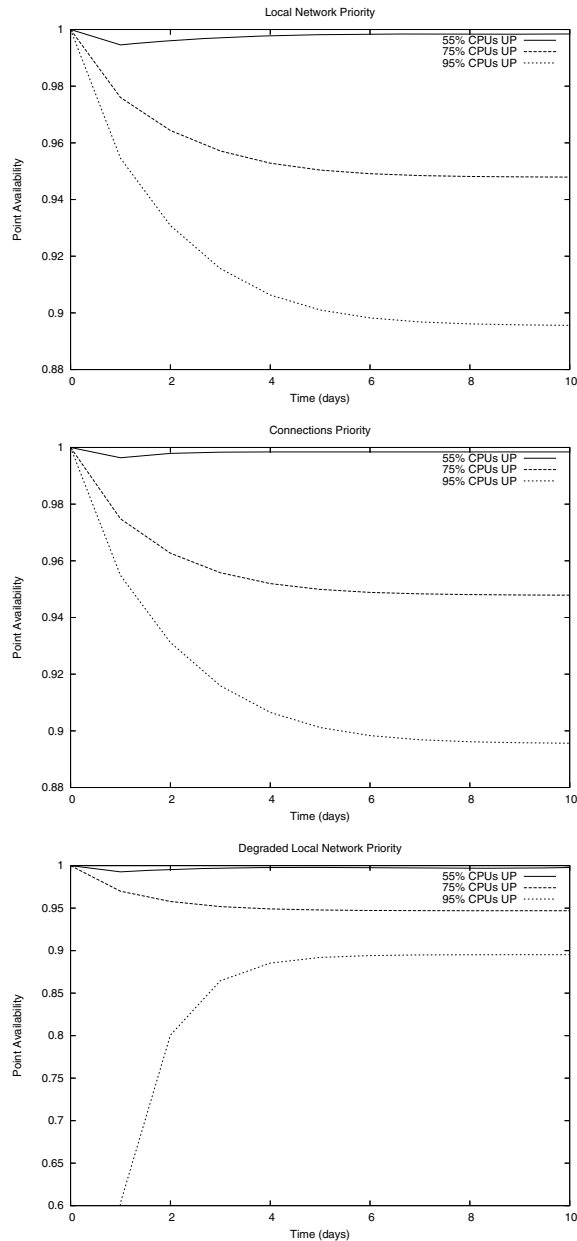 Local Network Priority
1
0.98
0.96
0.94
0.92
0.9
0.88
Point Availability
0
2
4
6
8
10
Time (days)
55% CPUs UP
75% CPUs UP
95% CPUs UP
Connections Priority
1
0.98
0.96
0.94
0.92
0.9
0.88
Point Availability
0
2
4
6
8
10
Time (days)
55% CPUs UP
75% CPUs UP
95% CPUs UP
Degraded Local Network Priority
1
0.95
0.9
0.85
0.8
0.75
0.7
0.65
0.6
Point Availability
0
2
4
6
8
10
Time (days)
55% CPUs UP
75% CPUs UP
95% CPUs UP